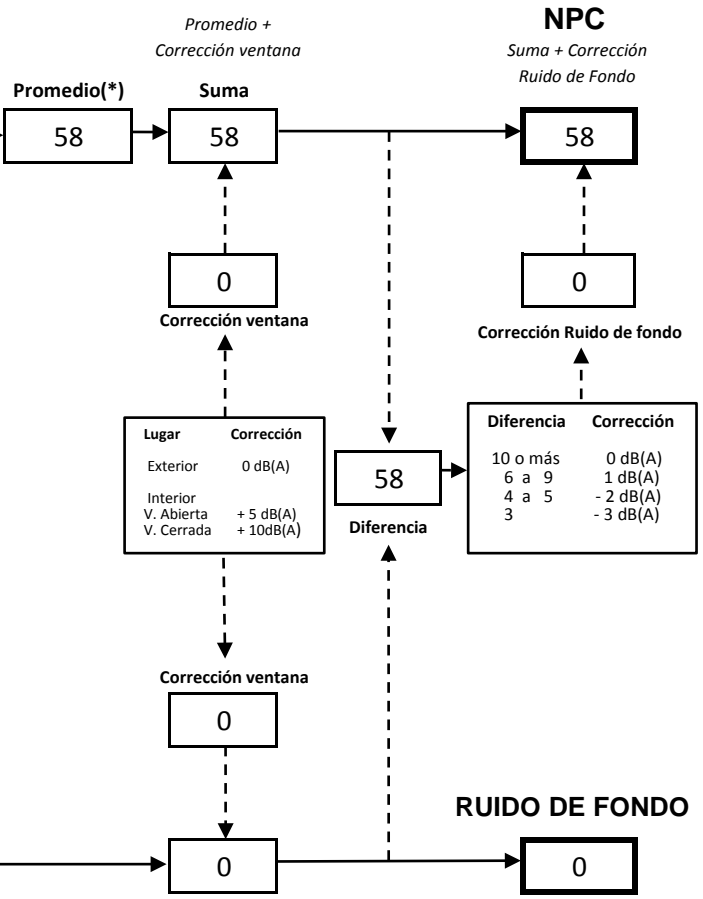 Promedio +
Corrección ventana
NPC
Suma + Corrección
Ruido de Fondo
Promedio(*)
Suma
58
58
58
0
0
Corrección ventana
Corrección Ruido de fondo
Lugar Corrección
Exterior 0 dB(A)
Interior
V. Abierta + 5 dB(A)
V. Cerrada + 10dB(A)
58
Diferencia
Diferencia Corrección
10 o más 0 dB(A)
6 a 9 1 dB(A)
4 a 5 - 2 dB(A)
3 - 3 dB(A)
Corrección ventana
0
RUIDO DE FONDO
0
0